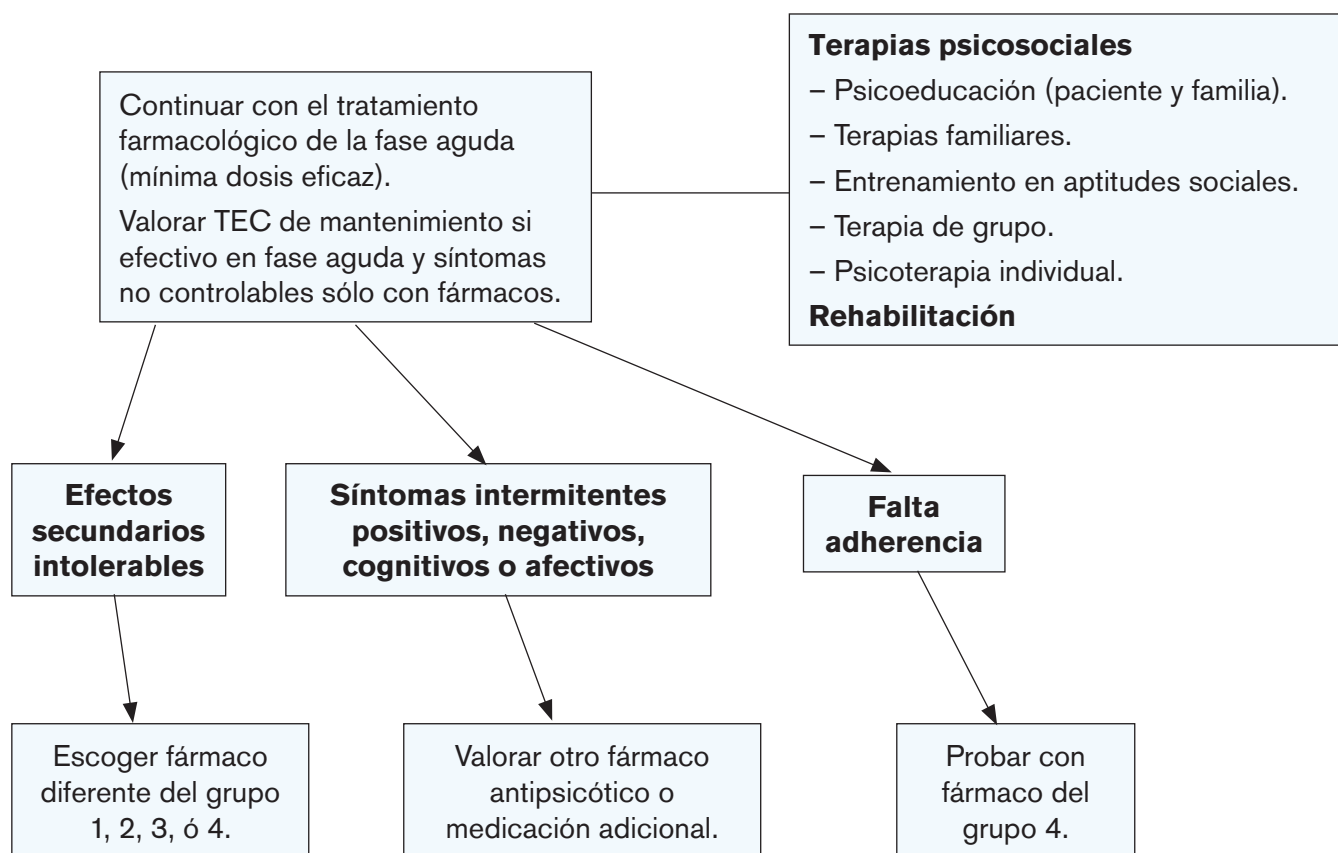 Continuar con el tratamiento
farmacológico de la fase aguda
(mínima dosis eficaz).
Valorar TEC de mantenimiento si
efectivo en fase aguda y síntomas
no controlables sólo con fármacos.
Terapias psicosociales
– Psicoeducación (paciente y familia).
– Terapias familiares.
– Entrenamiento en aptitudes sociales.
– Terapia de grupo.
– Psicoterapia individual.
Rehabilitación
Efectos
secundarios
intolerables
Síntomas intermitentes
positivos, negativos,
cognitivos o afectivos
Falta
adherencia
Escoger fármaco
diferente del grupo
1, 2, 3, ó 4.
Valorar otro fármaco
antipsicótico o
medicación adicional.
Probar con
fármaco del
grupo 4.